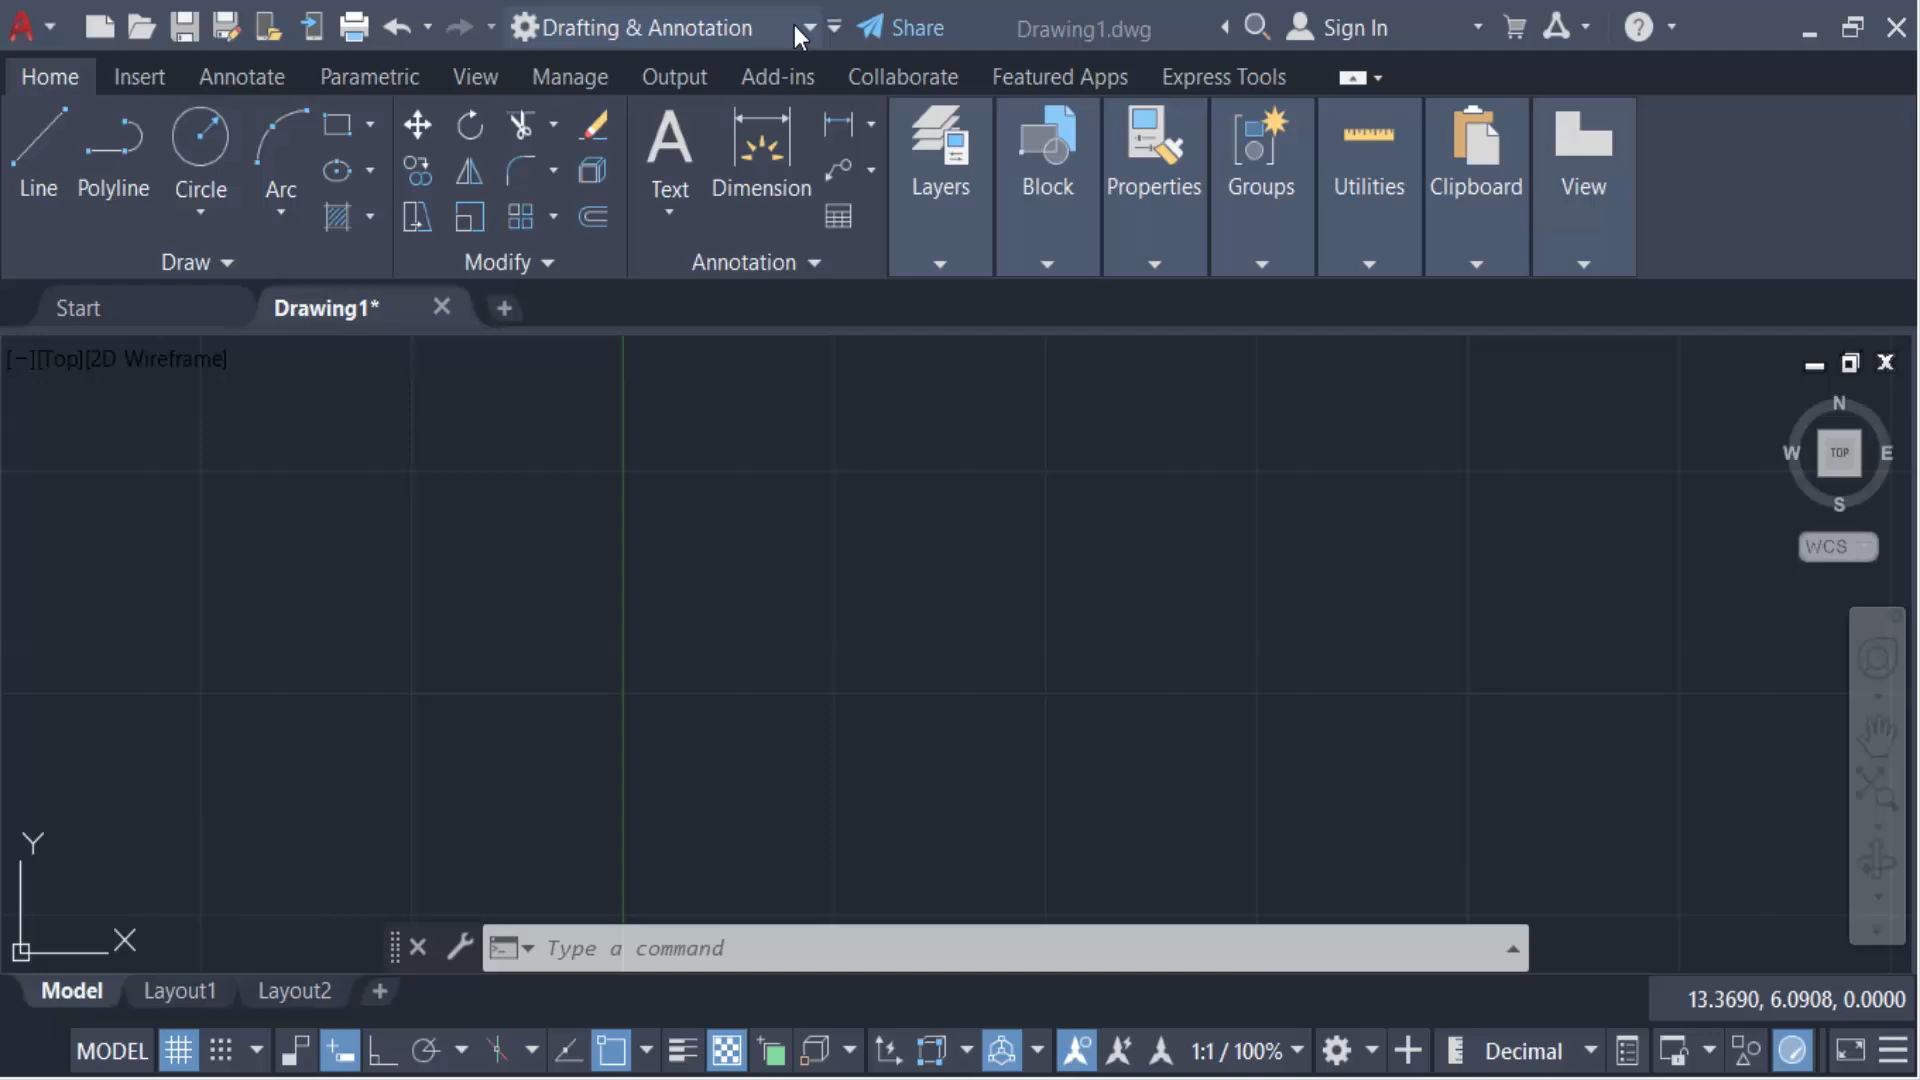 Drafting & Annotation
Share
Drawing1.dwg
Sign In
Home
Insert
Annotate
Parametric
View
Manage
Output
Add-ins
Collaborate
Featured Apps
Express Tools
Line
Polyline
Circle
Arc
Text
Dimension
Layers
Block
Properties
Groups
Utilities
Clipboard
View
Draw
Modify
Annotation
Start
Drawing1*
[−][Top][2D Wireframe]
N
W
TOP
E
S
WCS
Y
X
Type a command
Model
Layout1
Layout2
13.3690, 6.0908, 0.0000
MODEL
1:1 / 100%
Decimal